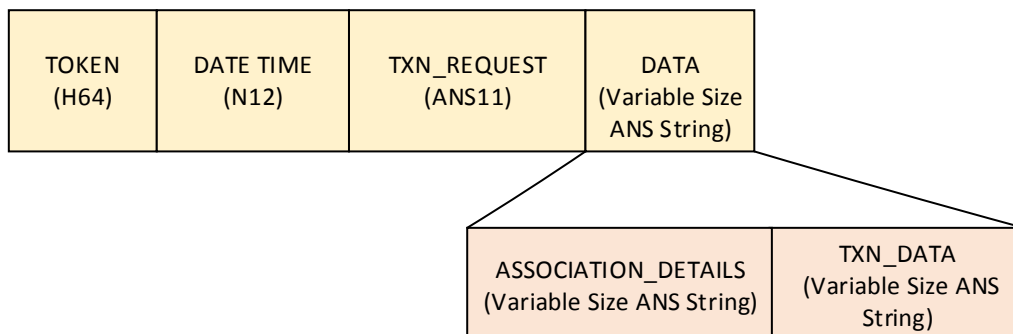 TOKEN
(H64)
DATE TIME
(N12)
TXN_REQUEST
(ANS11)
DATA
(Variable Size
ANS String)
ASSOCIATION_DETAILS
(Variable Size ANS String)
TXN_DATA
(Variable Size ANS
String)